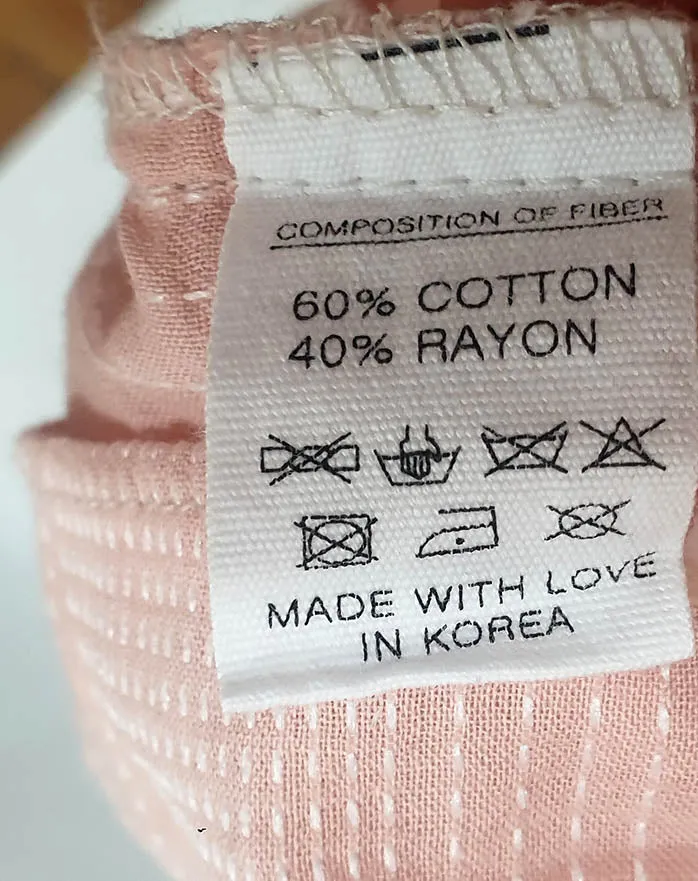 COMPOSITION OF FIBER
60% COTTON
40% RAYON
MADE WITH LOVE
IN KOREA